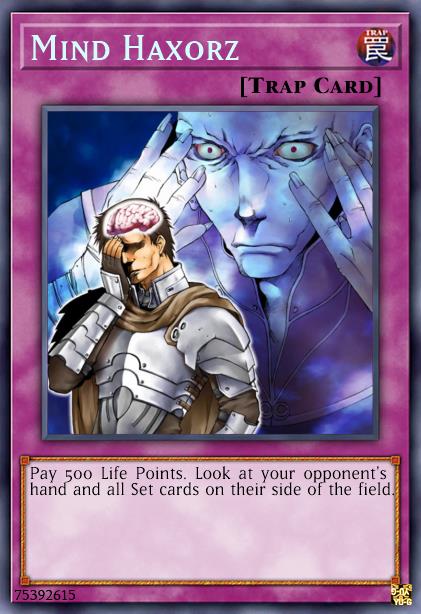 Mind Haxorz
TRAP
罠
[Trap Card]
Pay 500 Life Points. Look at your opponent's
hand and all Set cards on their side of the field.
75392615